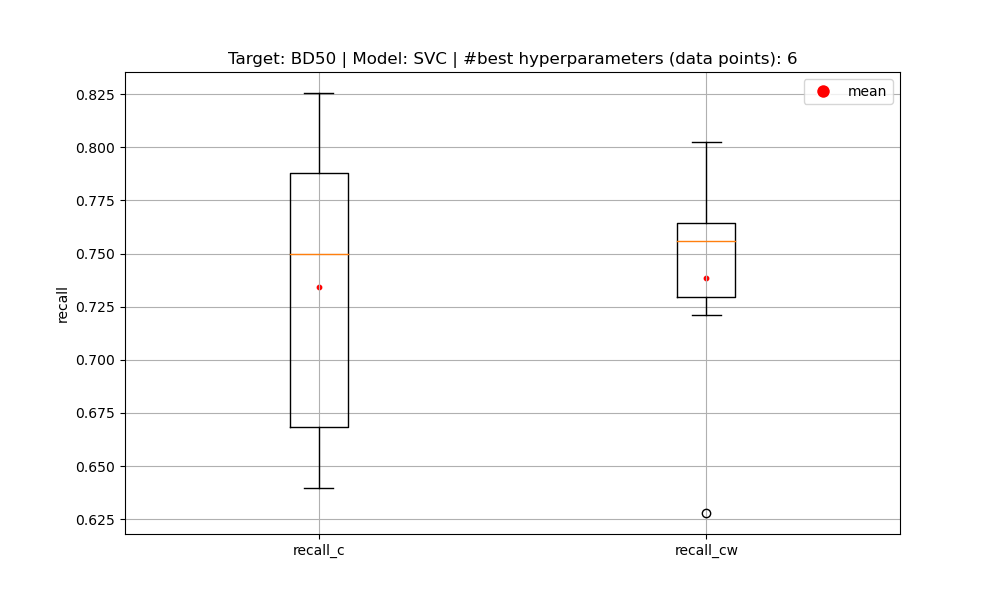 Target: BD50 | Model: SVC | #best hyperparameters (data points): 6
mean
0.825
0.800
0.775
0.750
0.725
0.700
0.675
0.650
0.625
recall
recall_c
recall_cw